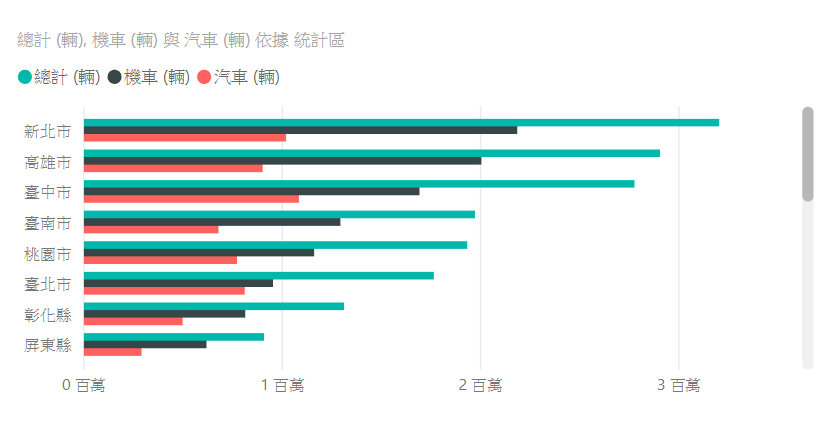 總計 (輛), 機車 (輛) 與 汽車 (輛) 依據 統計區
總計 (輛) 機車 (輛) 汽車 (輛)
新北市
高雄市
臺中市
臺南市
桃園市
臺北市
彰化縣
屏東縣
0 百萬 1 百萬 2 百萬 3 百萬